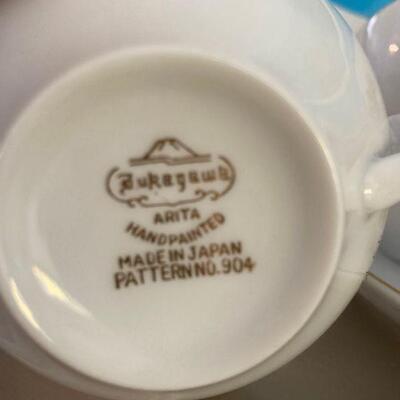 Fukagawa
ARITA
HANDPAINTED
MADE IN JAPAN
PATTERN NO. 904